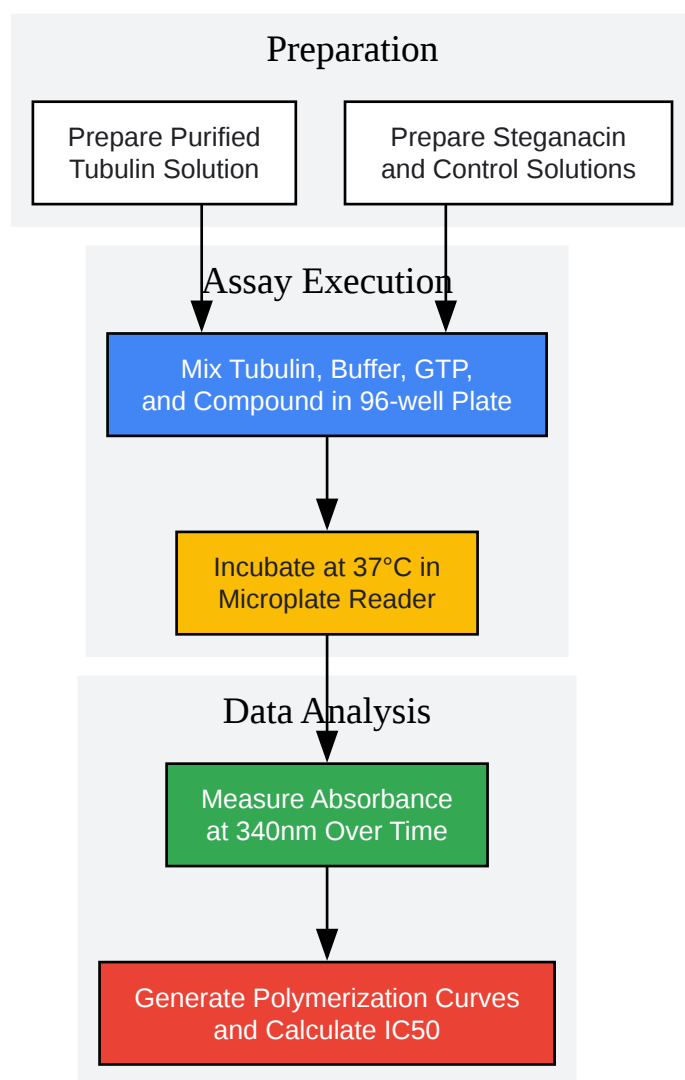 Preparation
Prepare Purified
Tubulin Solution
Prepare Steganacin
and Control Solutions
Assay Execution
Mix Tubulin, Buffer, GTP,
and Compound in 96-well Plate
Incubate at 37°C in
Microplate Reader
Data Analysis
Measure Absorbance
at 340nm Over Time
Generate Polymerization Curves
and Calculate IC50